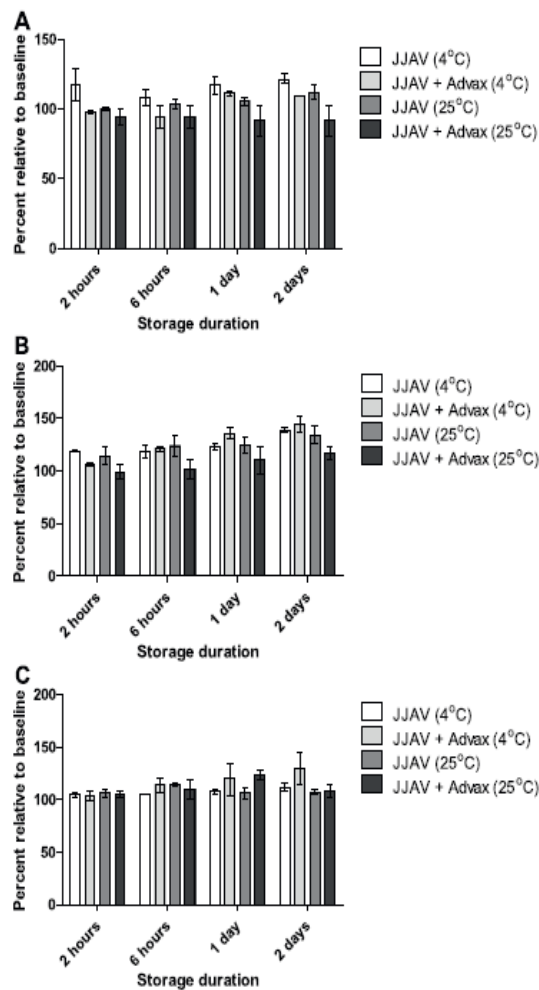 A
Percent relative to baseline
150
100
50
0
2 hours
6 hours
1 day
2 days
Storage duration
JJAV (4°C)
JJAV + Advax (4°C)
JJAV (25°C)
JJAV + Advax (25°C)
B
Percent relative to baseline
200
150
100
50
0
2 hours
6 hours
1 day
2 days
Storage duration
JJAV (4°C)
JJAV + Advax (4°C)
JJAV (25°C)
JJAV + Advax (25°C)
C
Percent relative to baseline
200
150
100
50
0
2 hours
6 hours
1 day
2 days
Storage duration
JJAV (4°C)
JJAV + Advax (4°C)
JJAV (25°C)
JJAV + Advax (25°C)